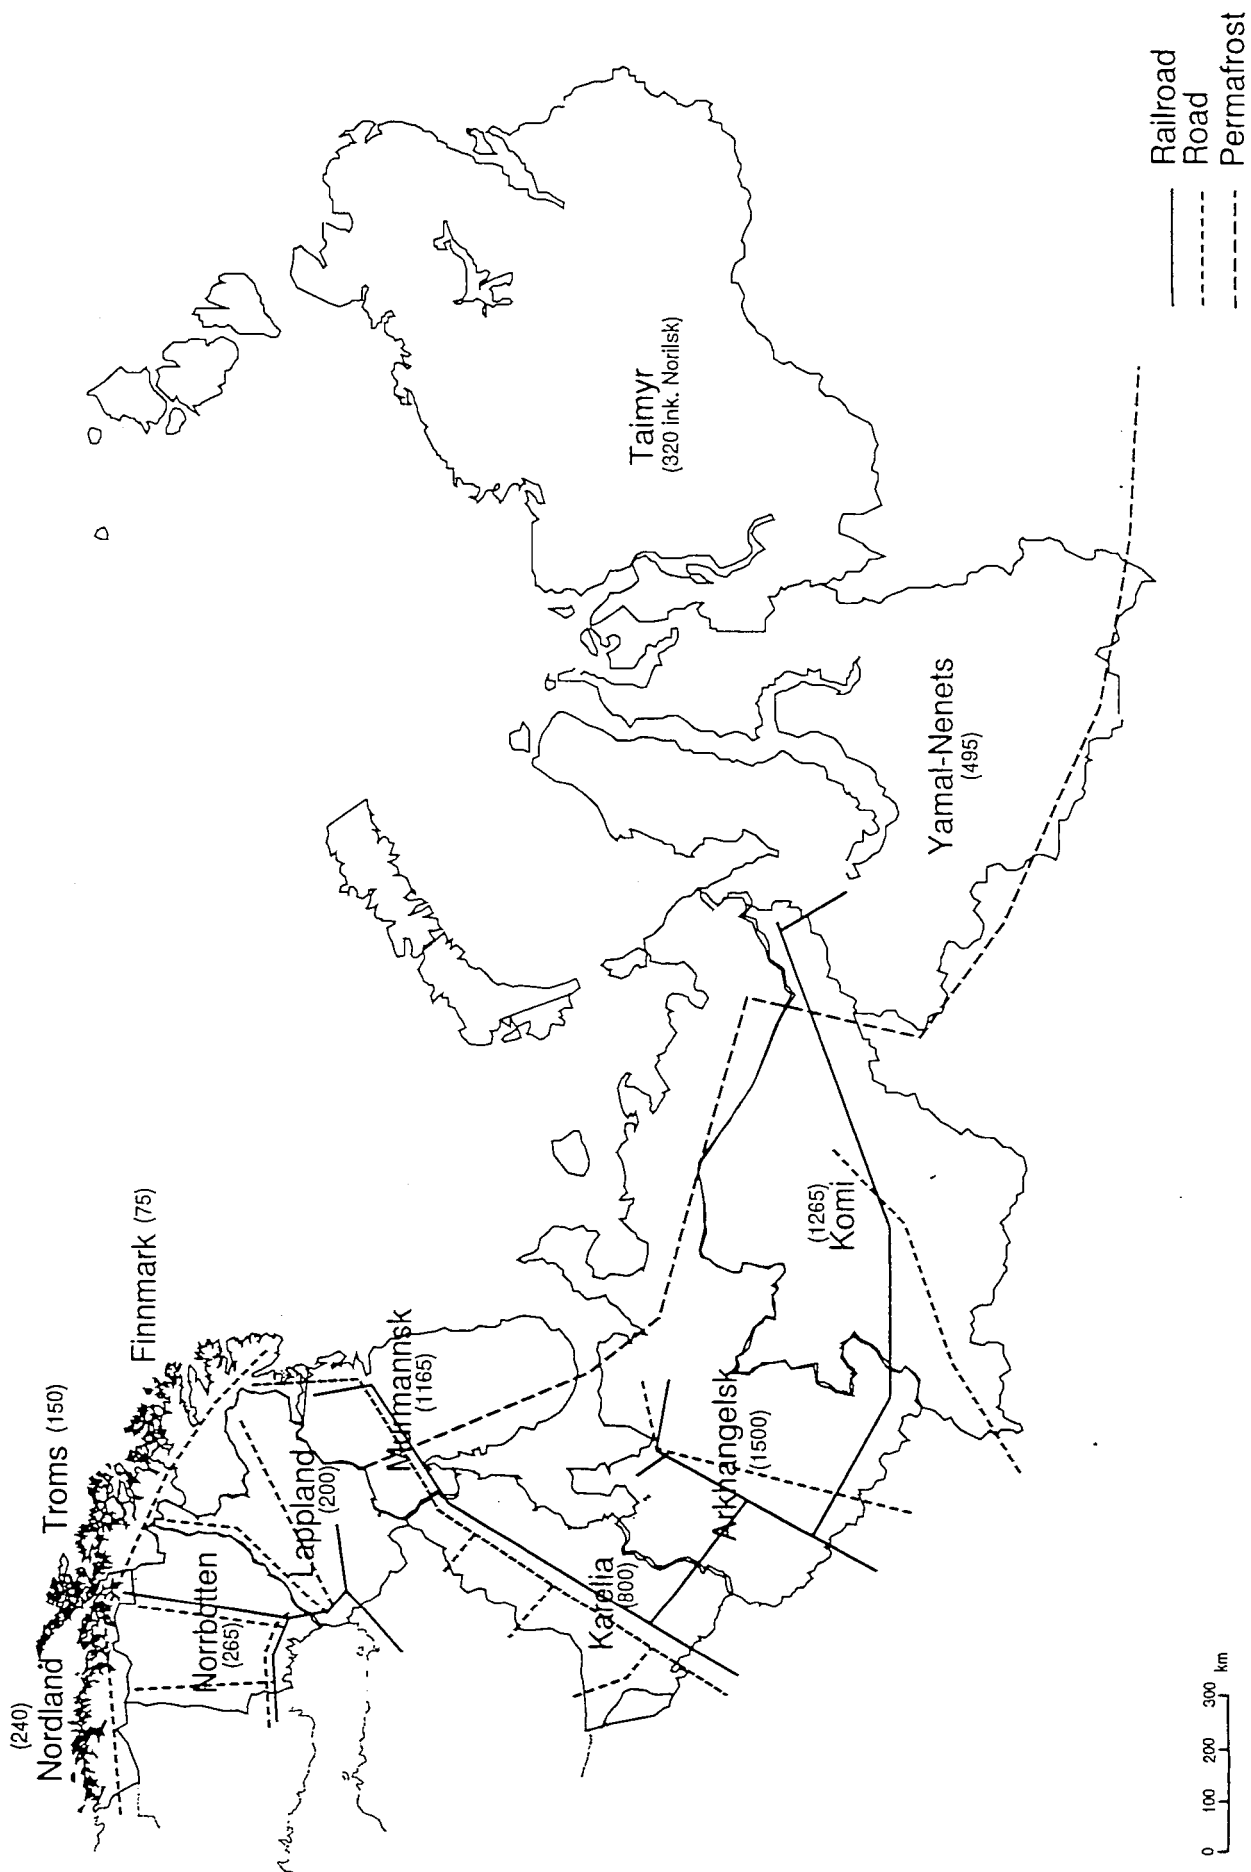 (240)
Nordland
Troms (150)
Finnmark (75)
Norrbotten
(265)
Lappland
(200)
Murmannsk
(1165)
Karelia
(800)
Arkhangelsk
(1500)
(1265)
Komi
Yamal-Nenets
(495)
Taimyr
(320 ink. Norilsk)
0 100 200 300 km
Railroad
Road
Permafrost